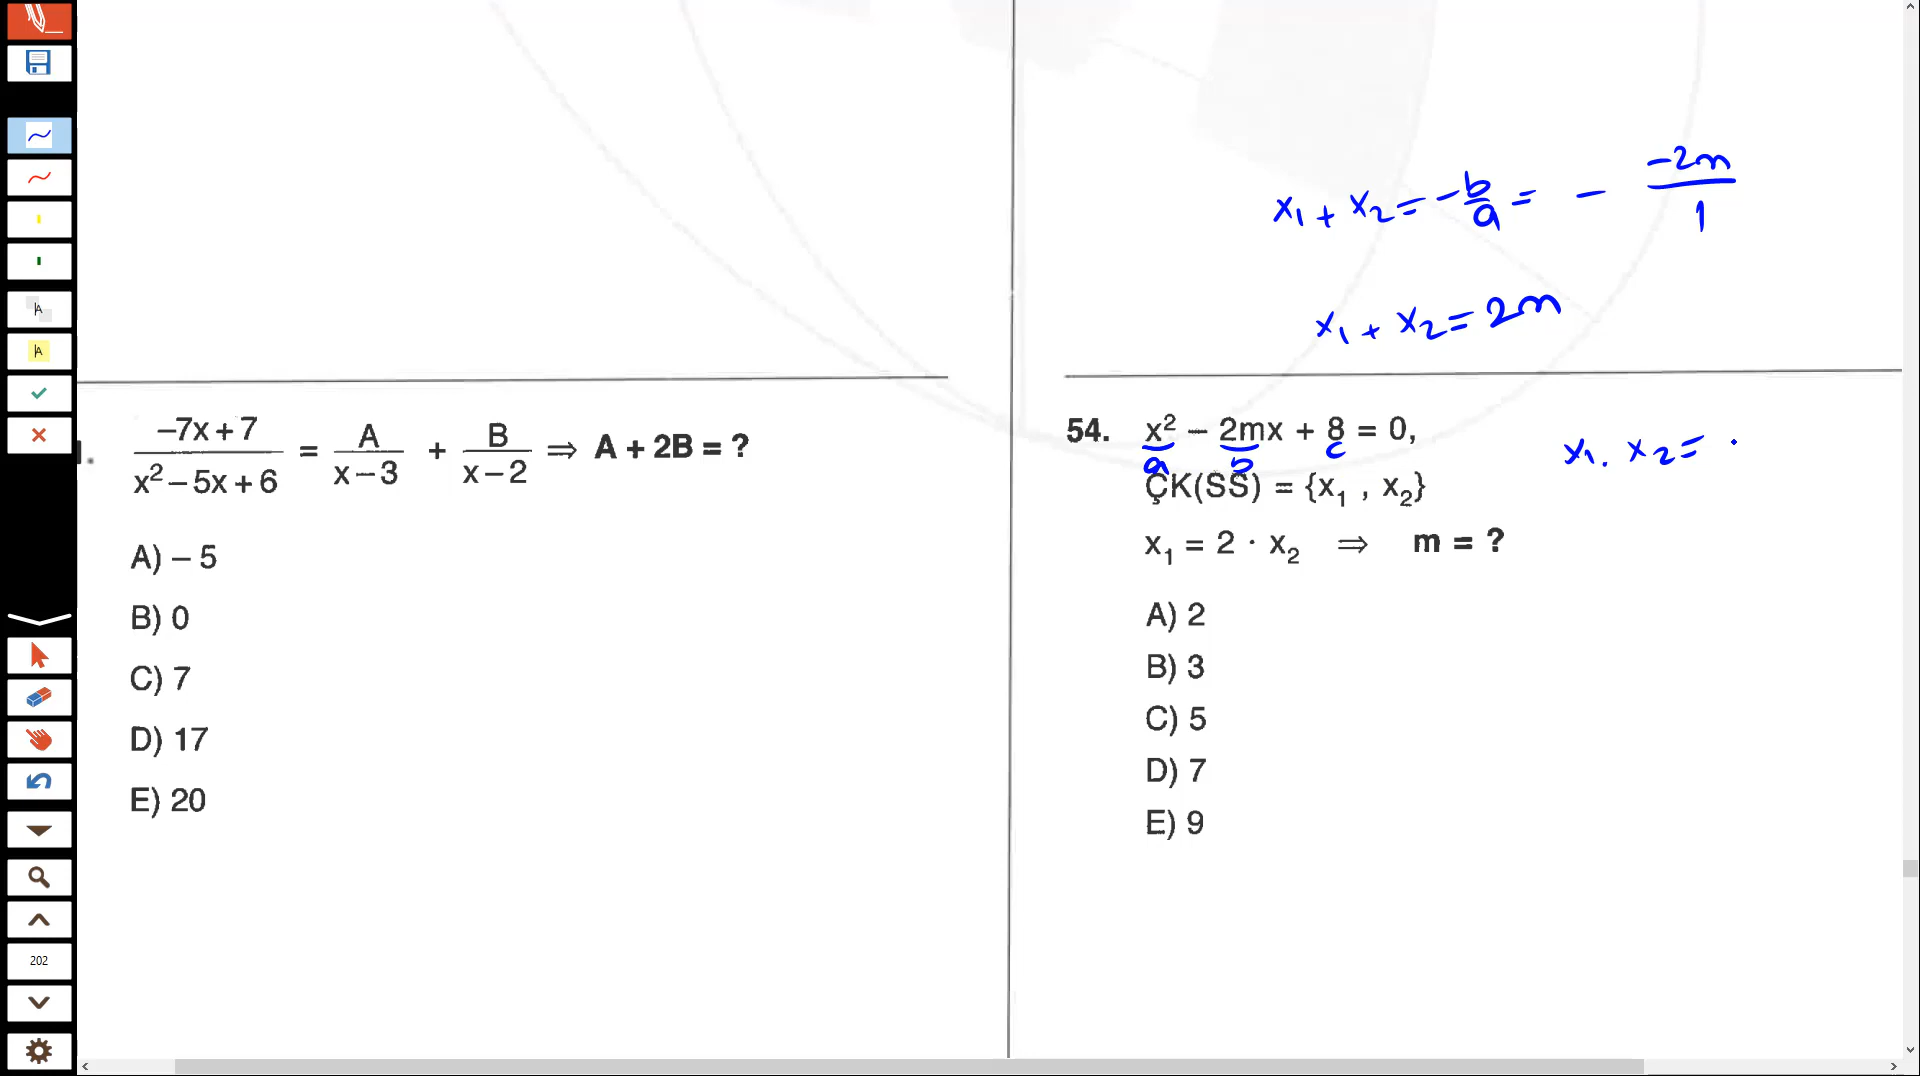 x₁ + x₂ = -b/a = - -2m/1
x₁ + x₂ = 2m
-7x+7 / x² - 5x + 6 = A / x-3 + B / x-2 ⇒ A + 2B = ?
A) – 5
B) 0
C) 7
D) 17
E) 20
54. x² – 2mx + 8 = 0,
a b c
x₁ . x₂ =
ÇK(SS) = {x₁ , x₂}
x₁ = 2 · x₂ ⇒ m = ?
A) 2
B) 3
C) 5
D) 7
E) 9
A
A
202